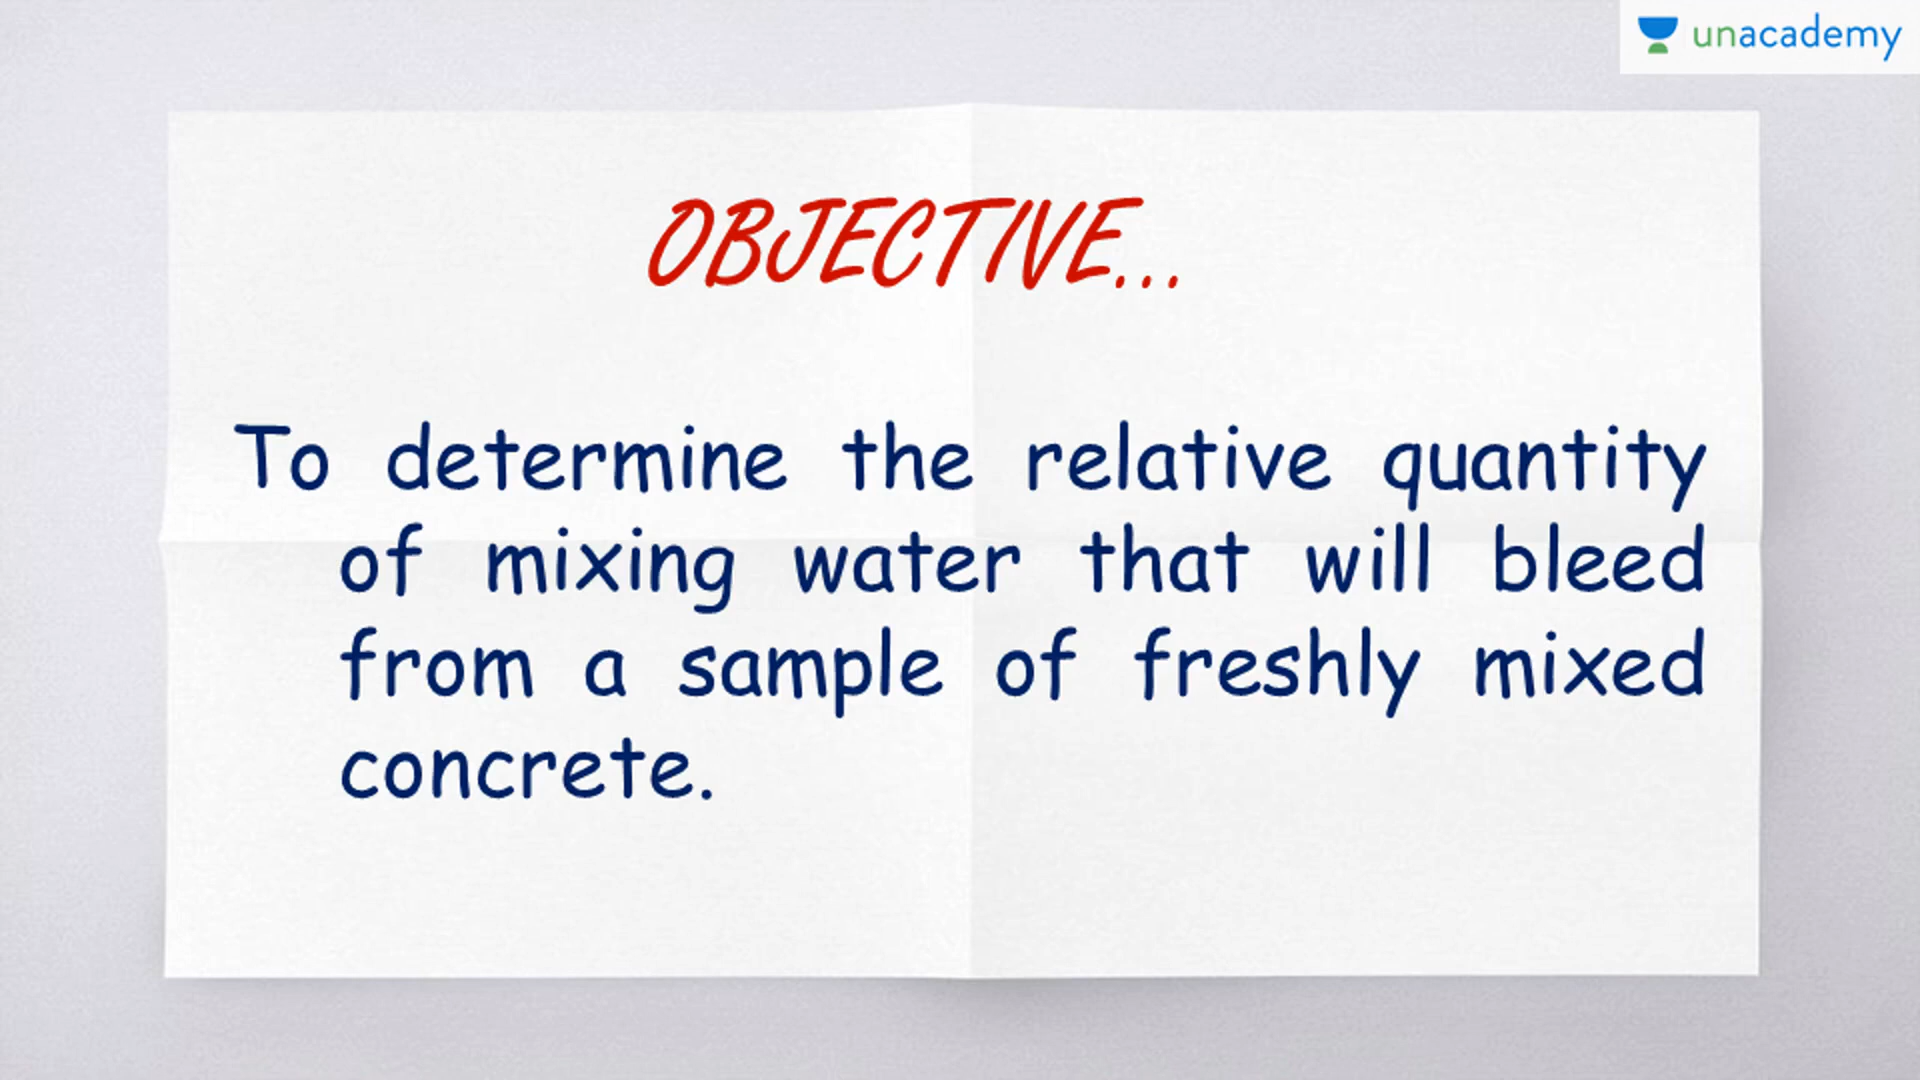 unacademy
OBJECTIVE...
To determine the relative quantity
of mixing water that will bleed
from a sample of freshly mixed
concrete.